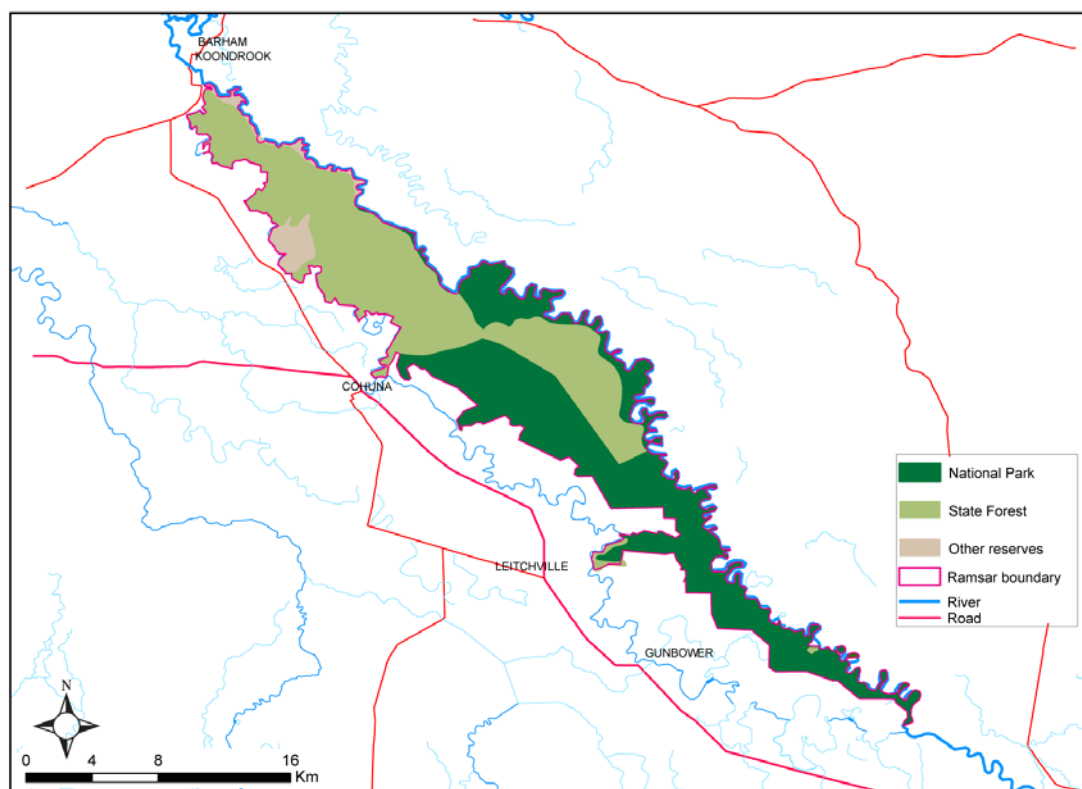 BARHAM
KOONDROOK
COHUNA
LEITCHVILLE
GUNBOWER
National Park
State Forest
Other reserves
Ramsar boundary
River
Road
N
0 4 8 16
Km